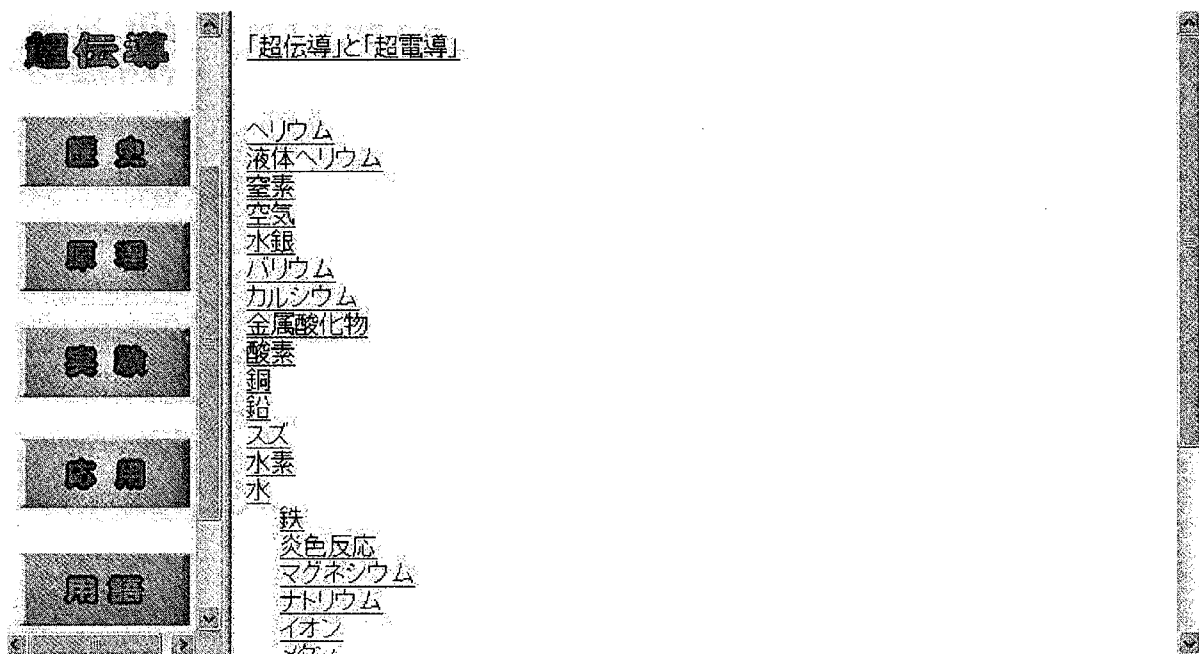 超伝導
歴史
原理
実験
応用
用語
「超伝導」と「超電導」
ヘリウム
液体ヘリウム
窒素
空気
水銀
バリウム
カルシウム
金属酸化物
酸素
銅
鉛
スズ
水素
水
鉄
炎色反応
マグネシウム
ナトリウム
イオン